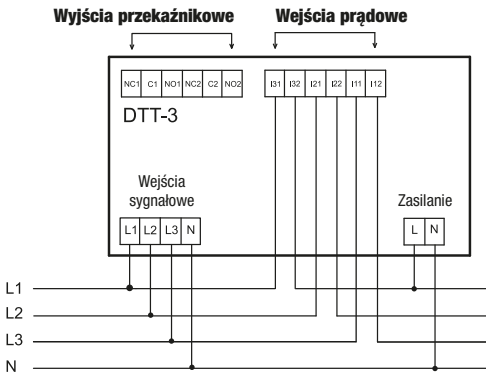 Wyjścia przekaźnikowe Wejścia prądowe
NC1 C1 NO1 NC2 C2 NO2 I31 I32 I21 I22 I11 I12
DTT-3
Wejścia
sygnałowe
Zasilanie
L1 L2 L3 N L N
L1
L2
L3
N